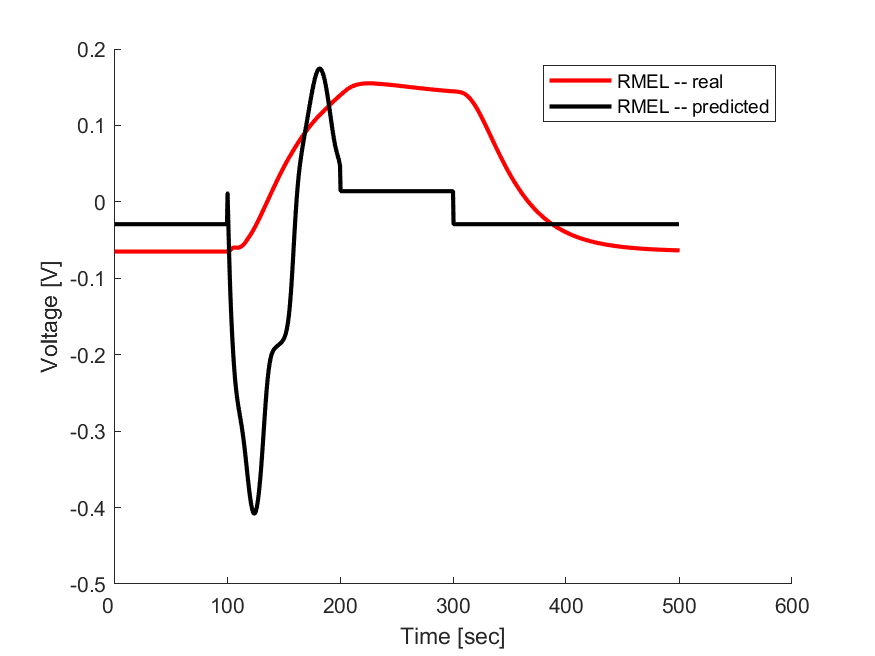 0.2
0.1
0
-0.1
-0.2
-0.3
-0.4
-0.5
Voltage [V]
0 100 200 300 400 500 600
Time [sec]
RMEL -- real
RMEL -- predicted